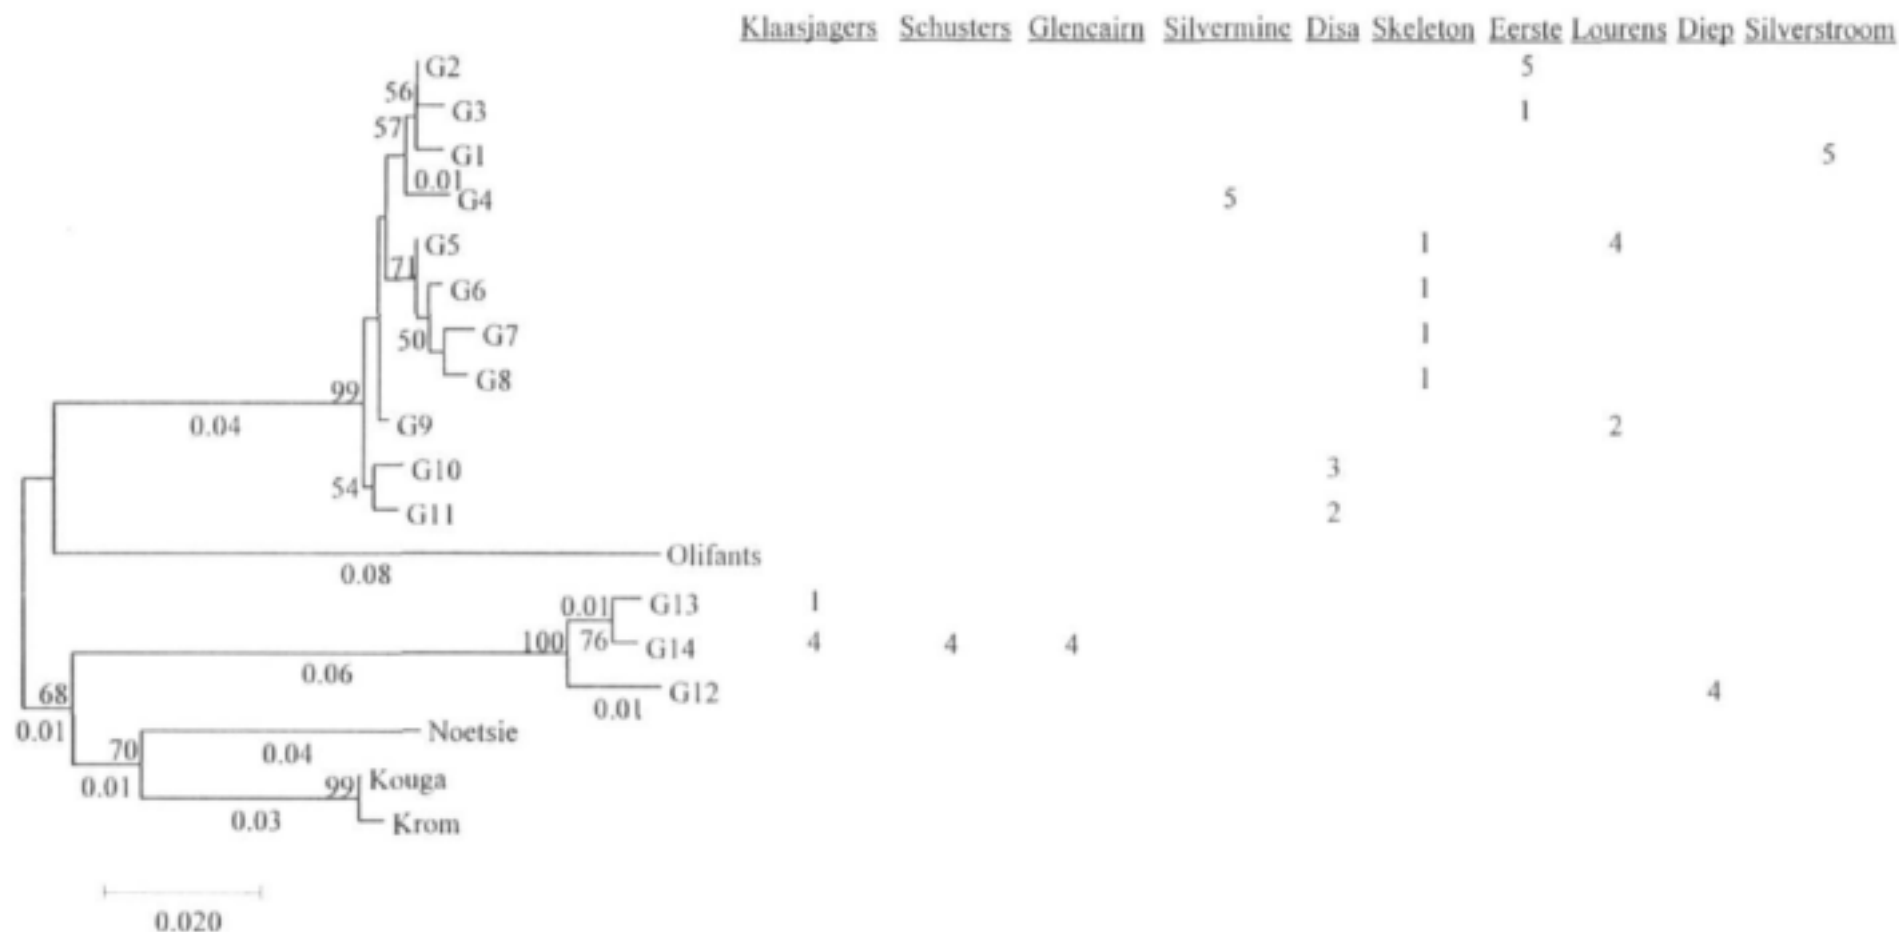 Klaasjagers Schusters Glencairn Silvermine Disa Skeleton Eerste Lourens Diep Silverstroom
G2 5
56
G3 1
57
G1 5
0.01
G4 5
G5 1 4
71
G6 1
50 G7 1
G8 1
99
0.04
G9 2
G10 3
54
G11 2
Olifants
0.08
0.01 G13 1
100 76 G14 4 4 4
0.06
68
G12 4
0.01
0.01
Noetsie
70
0.04
0.01
99 Kouga
0.03
Krom
0.020